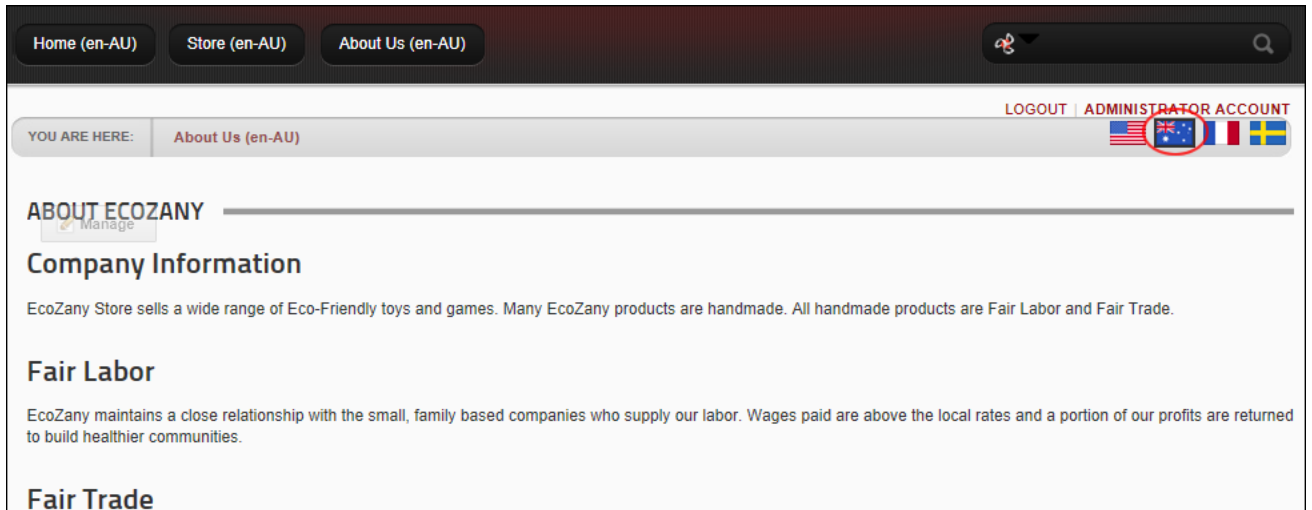 Home (en-AU) Store (en-AU) About Us (en-AU)
LOGOUT | ADMINISTRATOR ACCOUNT
YOU ARE HERE: About Us (en-AU)
ABOUT ECOZANY
Manage
Company Information
EcoZany Store sells a wide range of Eco-Friendly toys and games. Many EcoZany products are handmade. All handmade products are Fair Labor and Fair Trade.
Fair Labor
EcoZany maintains a close relationship with the small, family based companies who supply our labor. Wages paid are above the local rates and a portion of our profits are returned
to build healthier communities.
Fair Trade